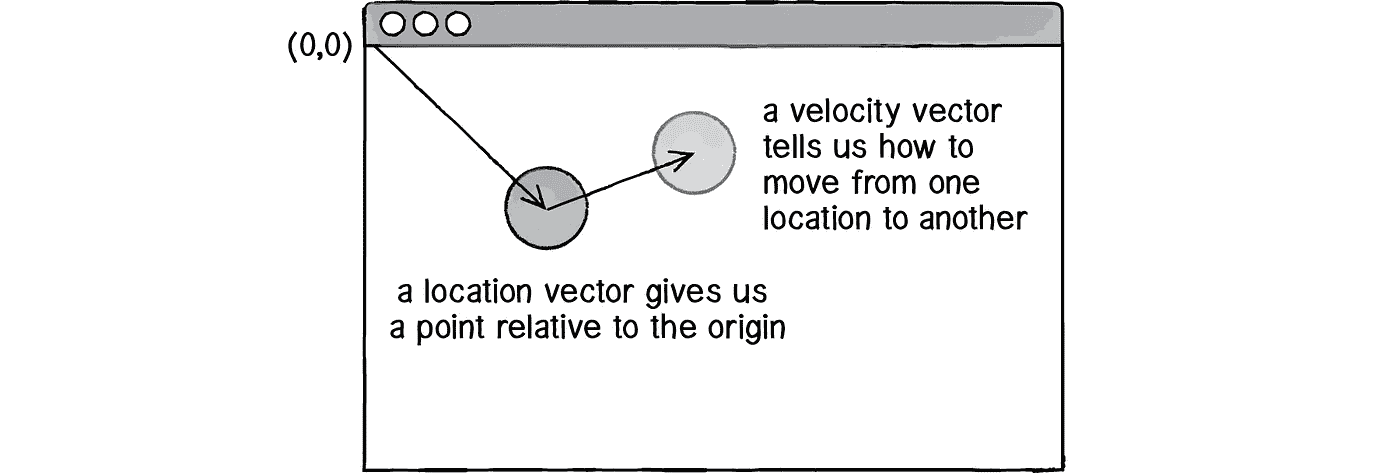 (0,0)
a velocity vector
tells us how to
move from one
location to another
a location vector gives us
a point relative to the origin